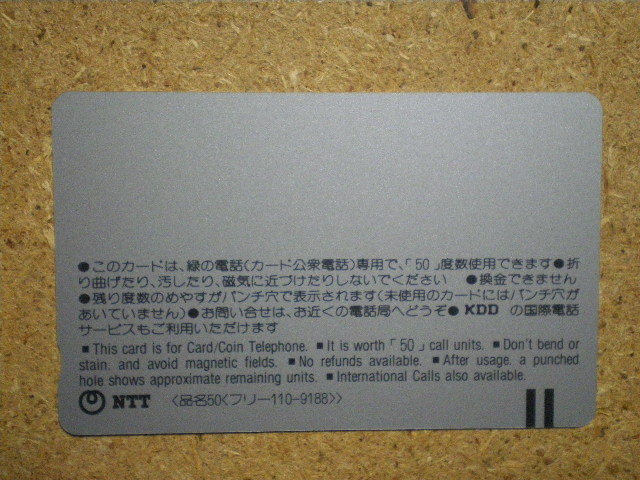 ●このカードは、緑の電話(カード公衆電話)専用で、「50」度数使用できます●折
り曲げたり、汚したり、磁気に近づけたりしないでください ●換金できません
●残り度数のめやすがパンチ穴で表示されます(未使用のカードにはパンチ穴が
あいていません)●お問い合せは、お近くの電話局へどうぞ●KDD の国際電話
サービスもご利用いただけます
■This card is for Card/Coin Telephone. ■It is worth「50」call units. ■Don't bend or
stain, and avoid magnetic fields. ■No refunds available. ■After usage, a punched
hole shows approximate remaining units. ■International Calls also available.
NTT 〈品名50〈フリー110-9188〉〉